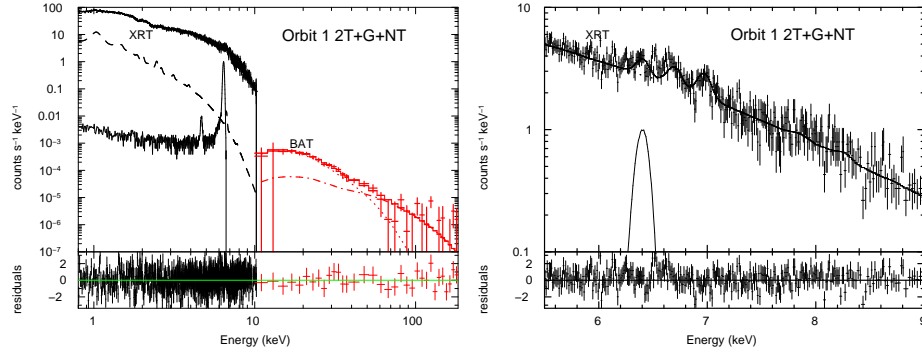 Orbit 1 2T+G+NT
XRT
BAT
counts s⁻¹ keV⁻¹
100
10
1
0.1
0.01
10⁻³
10⁻⁴
10⁻⁵
10⁻⁶
10⁻⁷
residuals
2
0
−2
1
10
100
Energy (keV)
Orbit 1 2T+G+NT
XRT
counts s⁻¹ keV⁻¹
10
1
0.1
residuals
2
0
−2
6
7
8
9
Energy (keV)